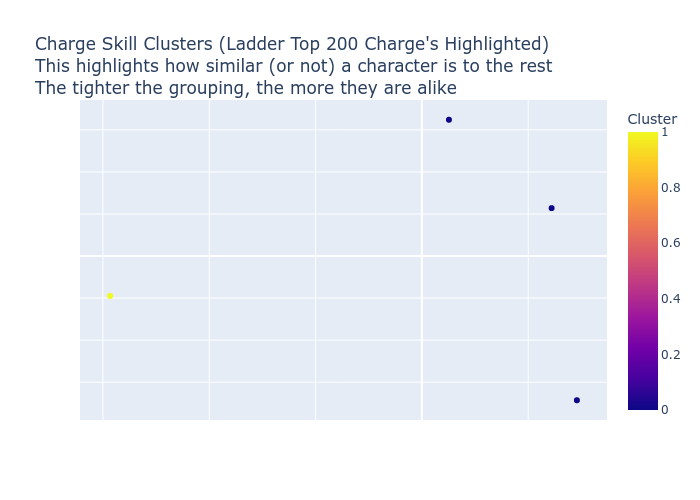 Charge Skill Clusters (Ladder Top 200 Charge's Highlighted)
This highlights how similar (or not) a character is to the rest
The tighter the grouping, the more they are alike
Cluster
1
0.8
0.6
0.4
0.2
0